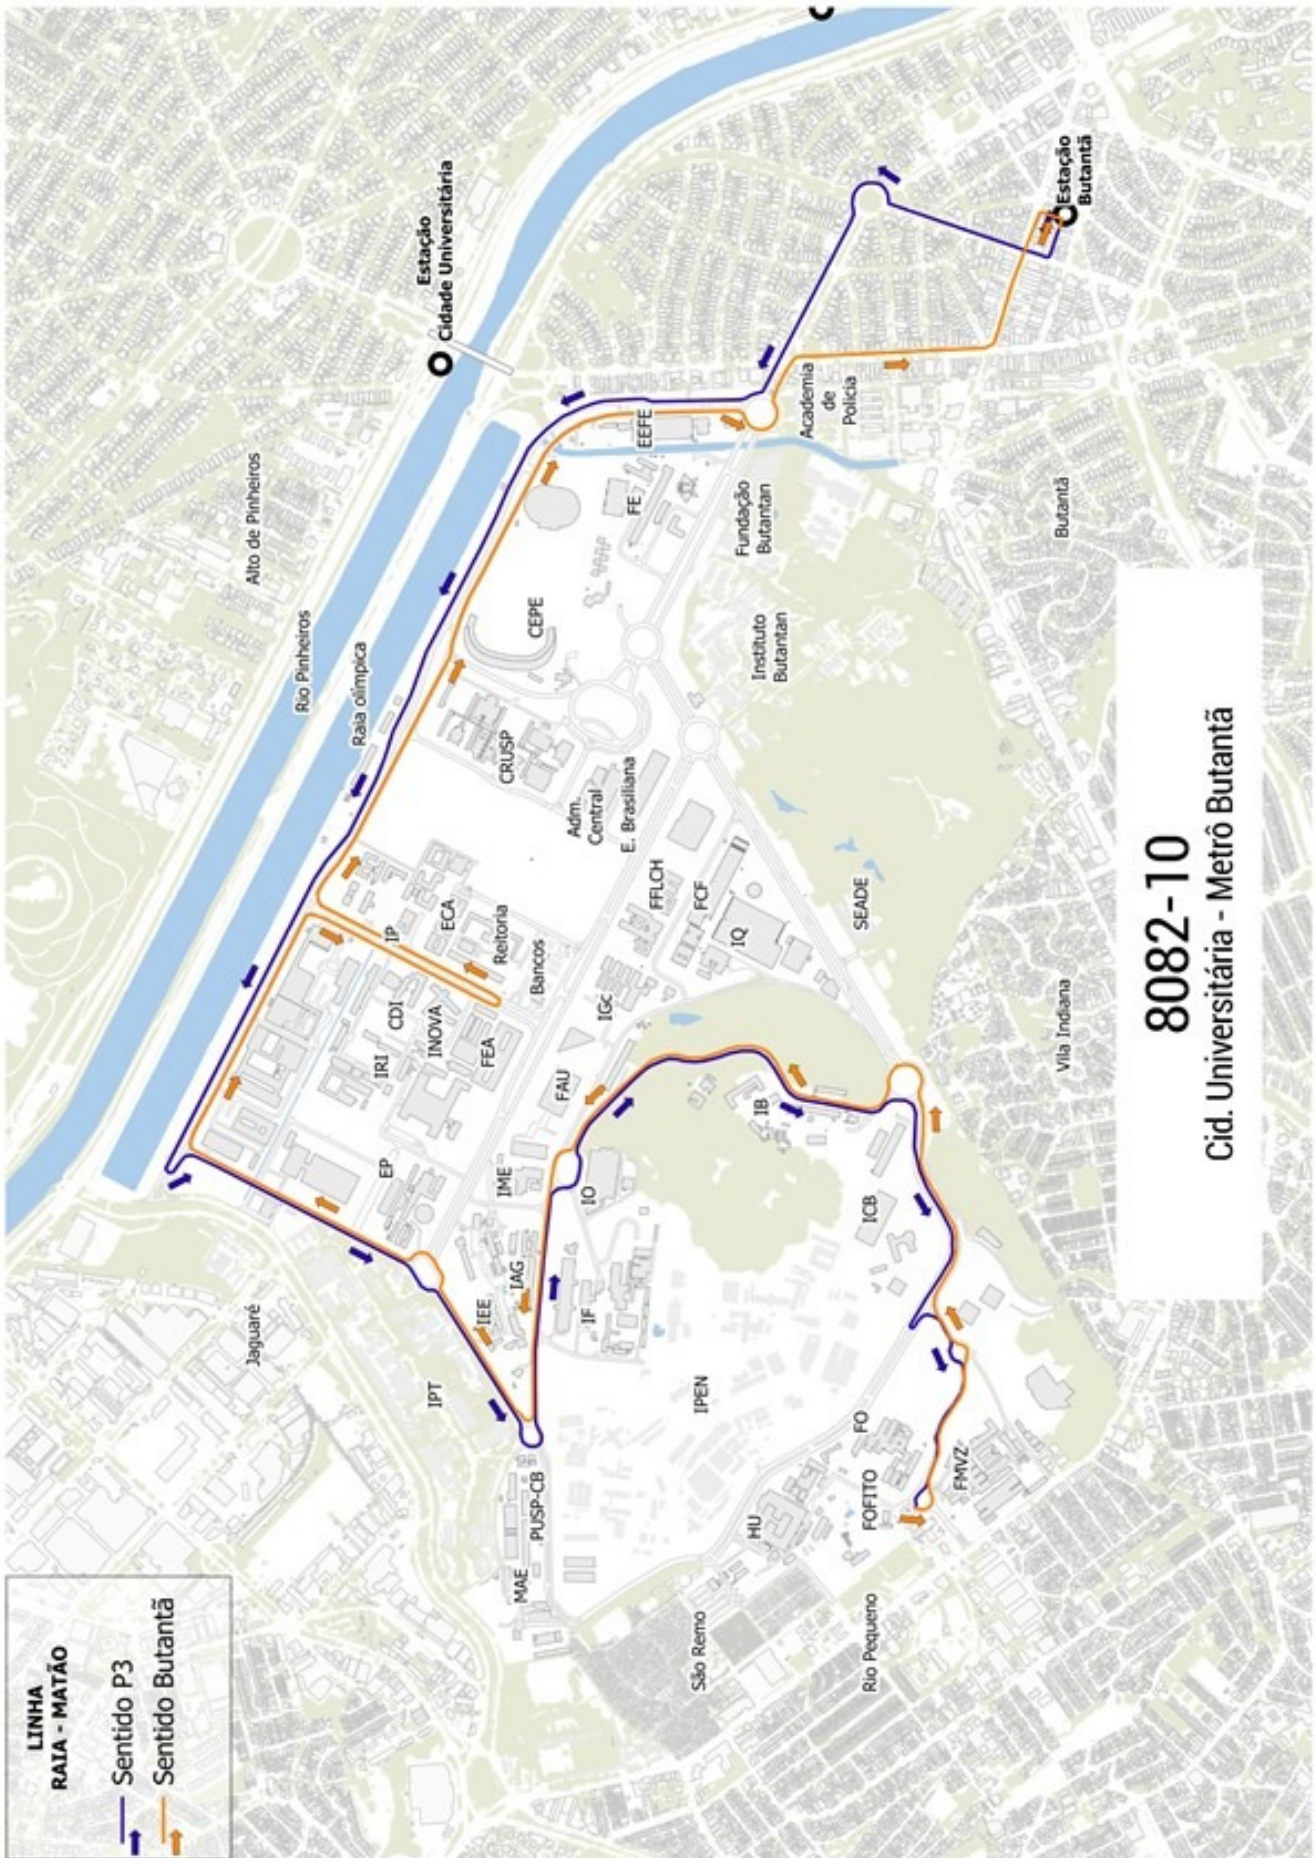 LINHA
RAIA - MATÃO
Sentido P3
Sentido Butantã
Estação
Cidade Universitária
Alto de Pinheiros
Rio Pinheiros
Raia olímpica
Jaguaré
Estação
Butantã
EEFE
Academia
de
Polícia
FE
Fundação
Butantan
Butantã
CEPE
Instituto
Butantan
CRUSP
Adm.
Central
E. Brasiliana
IP
ECA
Reitoria
Bancos
FFLCH
FCF
IQ
SEADE
CDI
IRI
INOVA
FEA
IGc
FAU
Vila Indiana
EP
IME
IO
IB
ICB
IAG
IEE
IF
IPT
IPEN
PUSP-CB
MAE
HU
FO
FOFITO
FMVZ
São Remo
Rio Pequeno
8082-10
Cid. Universitária - Metrô Butantã